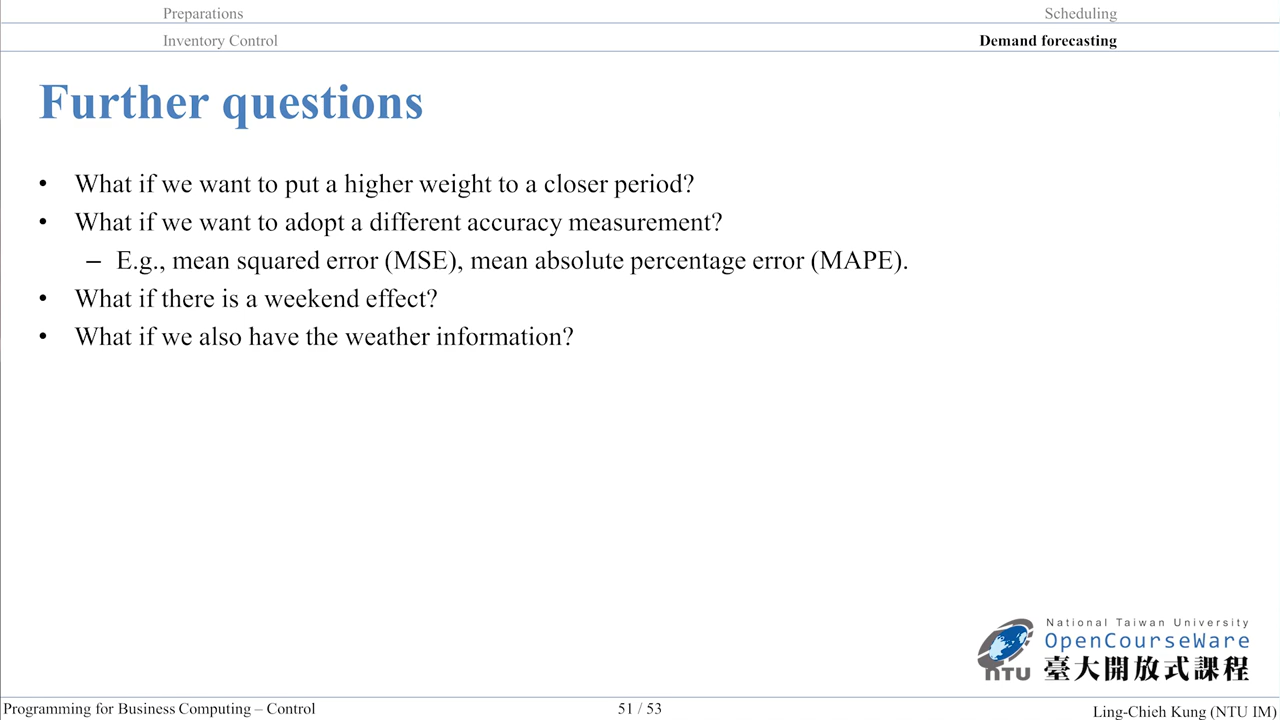 Preparations
Scheduling
Inventory Control
Demand forecasting
Further questions
• What if we want to put a higher weight to a closer period?
• What if we want to adopt a different accuracy measurement?
– E.g., mean squared error (MSE), mean absolute percentage error (MAPE).
• What if there is a weekend effect?
• What if we also have the weather information?
National Taiwan University
OpenCourseWare
臺大開放式課程
NTU
Programming for Business Computing – Control
51 / 53
Ling-Chieh Kung (NTU IM)